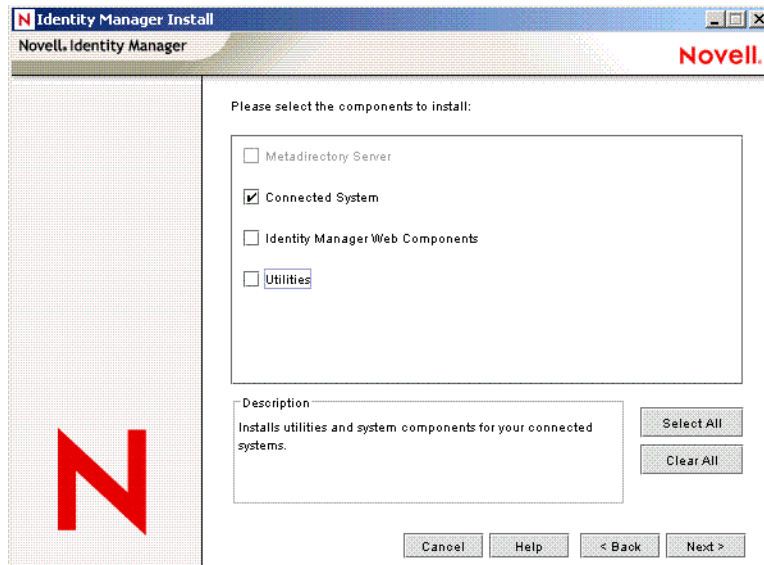 N Identity Manager Install
Novell. Identity Manager
Novell.
Please select the components to install:
Metadirectory Server
Connected System
Identity Manager Web Components
Utilities
Description
Installs utilities and system components for your connected
systems.
Select All
Clear All
N
Cancel
Help
< Back
Next >